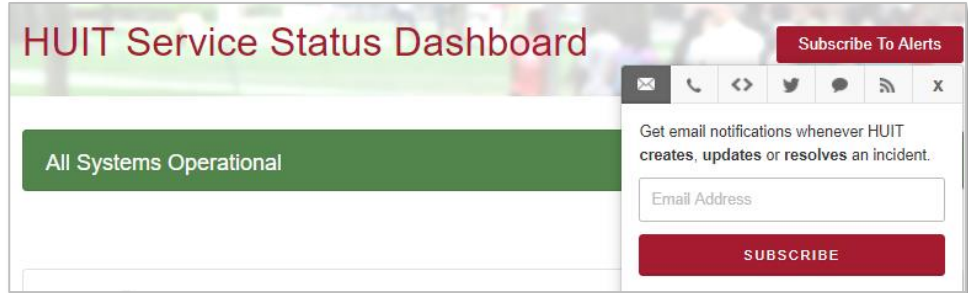 HUIT Service Status Dashboard
Subscribe To Alerts
x
All Systems Operational
Get email notifications whenever HUIT
creates, updates or resolves an incident.
Email Address
SUBSCRIBE